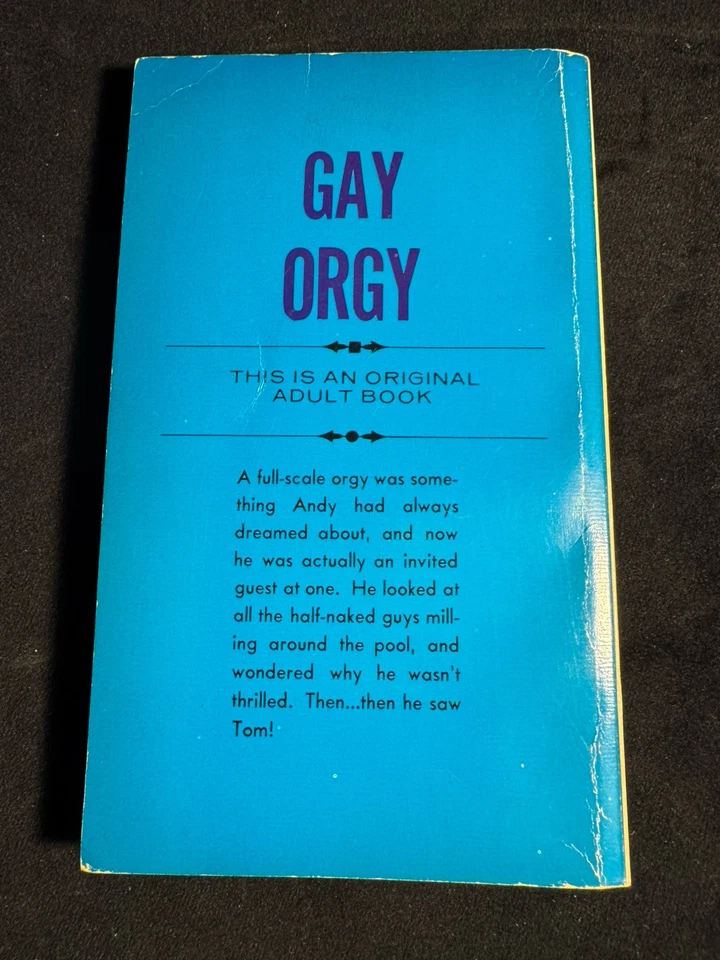 GAY
ORGY
THIS IS AN ORIGINAL
ADULT BOOK
A full-scale orgy was some-
thing Andy had always
dreamed about, and now
he was actually an invited
guest at one. He looked at
all the half-naked guys mill-
ing around the pool, and
wondered why he wasn't
thrilled. Then...then he saw
Tom!